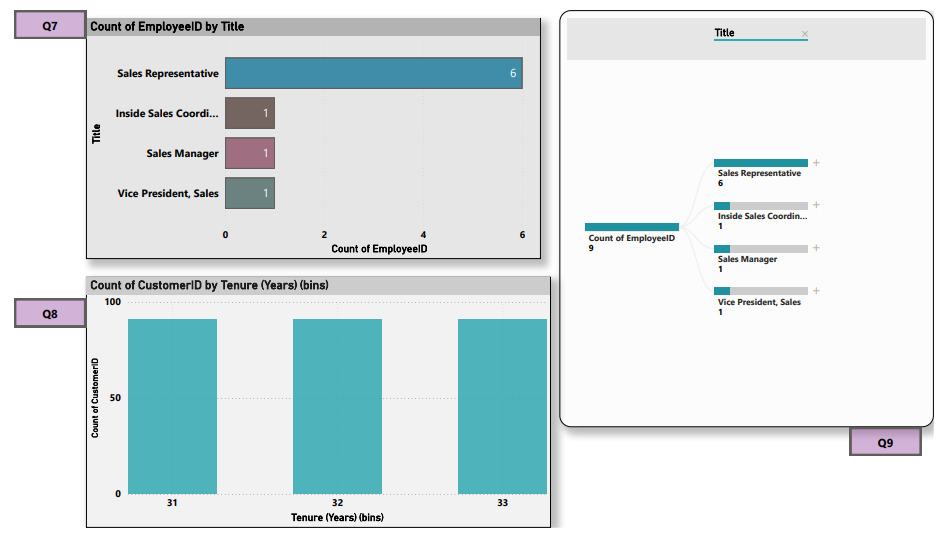 Q7
Count of EmployeeID by Title
Title
Sales Representative
6
Inside Sales Coordi...
1
Sales Manager
1
Vice President, Sales
1
0 2 4 6
Count of EmployeeID
Q8
Count of CustomerID by Tenure (Years) (bins)
Count of CustomerID
100
50
0
31 32 33
Tenure (Years) (bins)
Title
Count of EmployeeID
9
Sales Representative
6
Inside Sales Coordin...
1
Sales Manager
1
Vice President, Sales
1
Q9